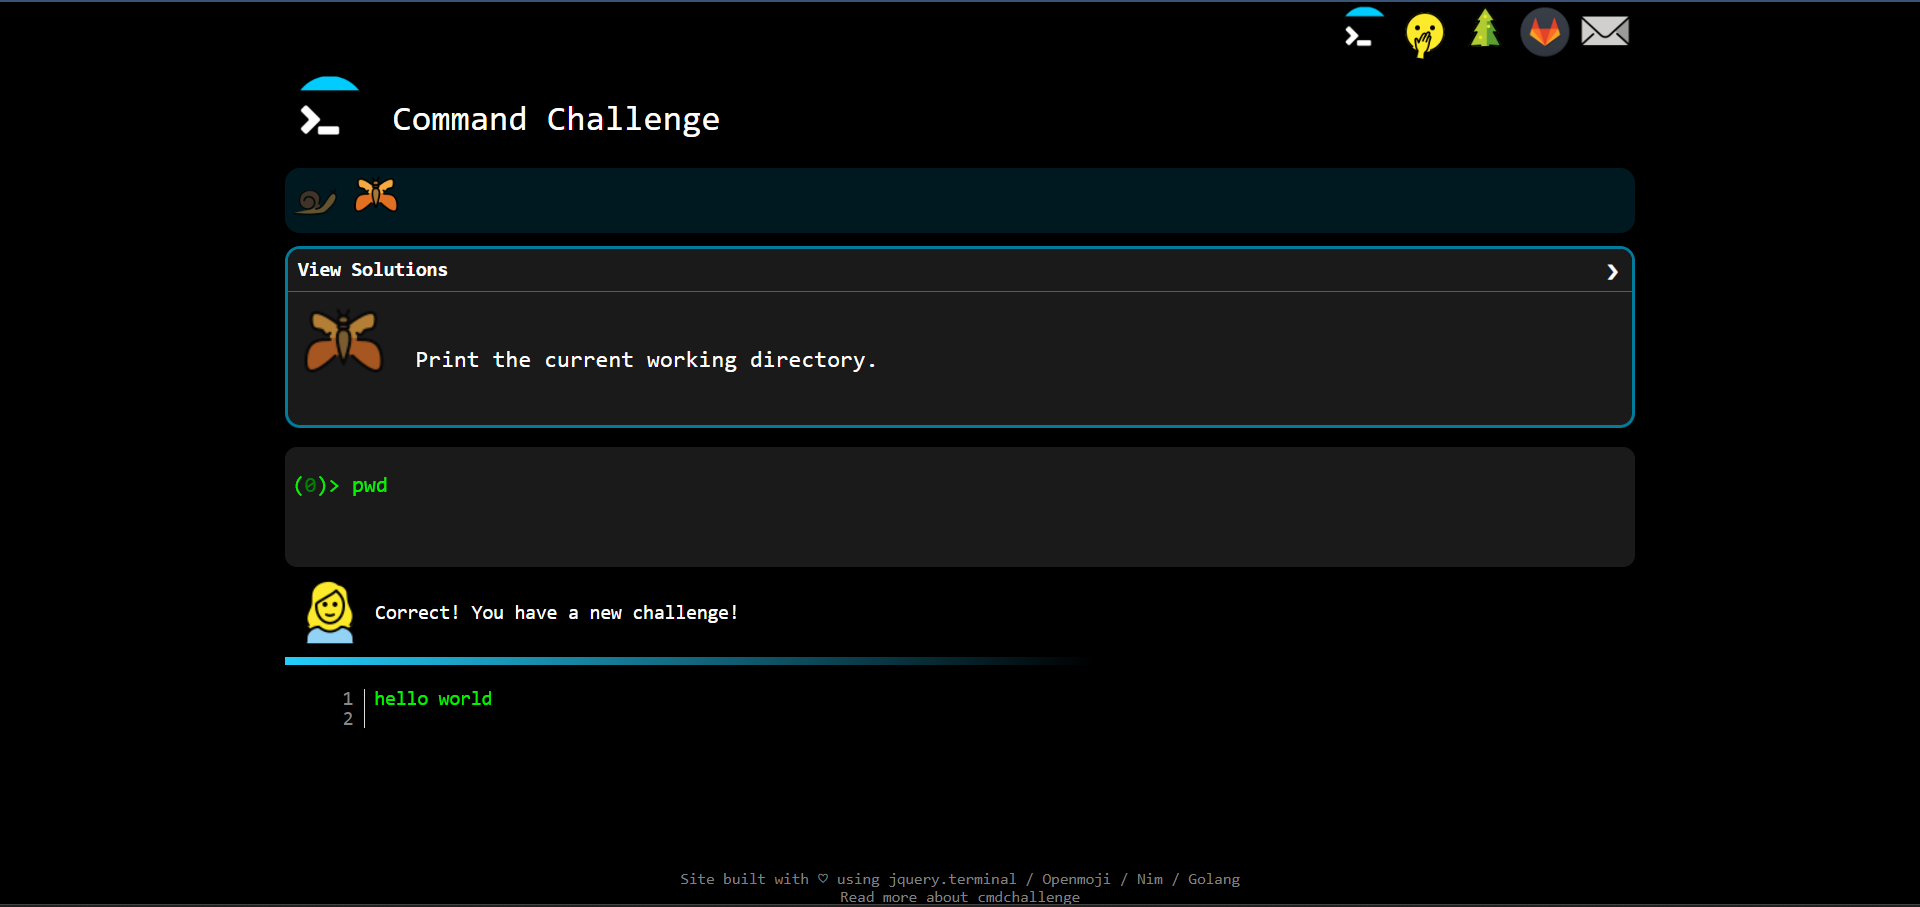 Command Challenge
View Solutions
Print the current working directory.
(0)> pwd
Correct! You have a new challenge!
1 hello world
2
Site built with ♡ using jquery.terminal / Openmoji / Nim / Golang
Read more about cmdchallenge